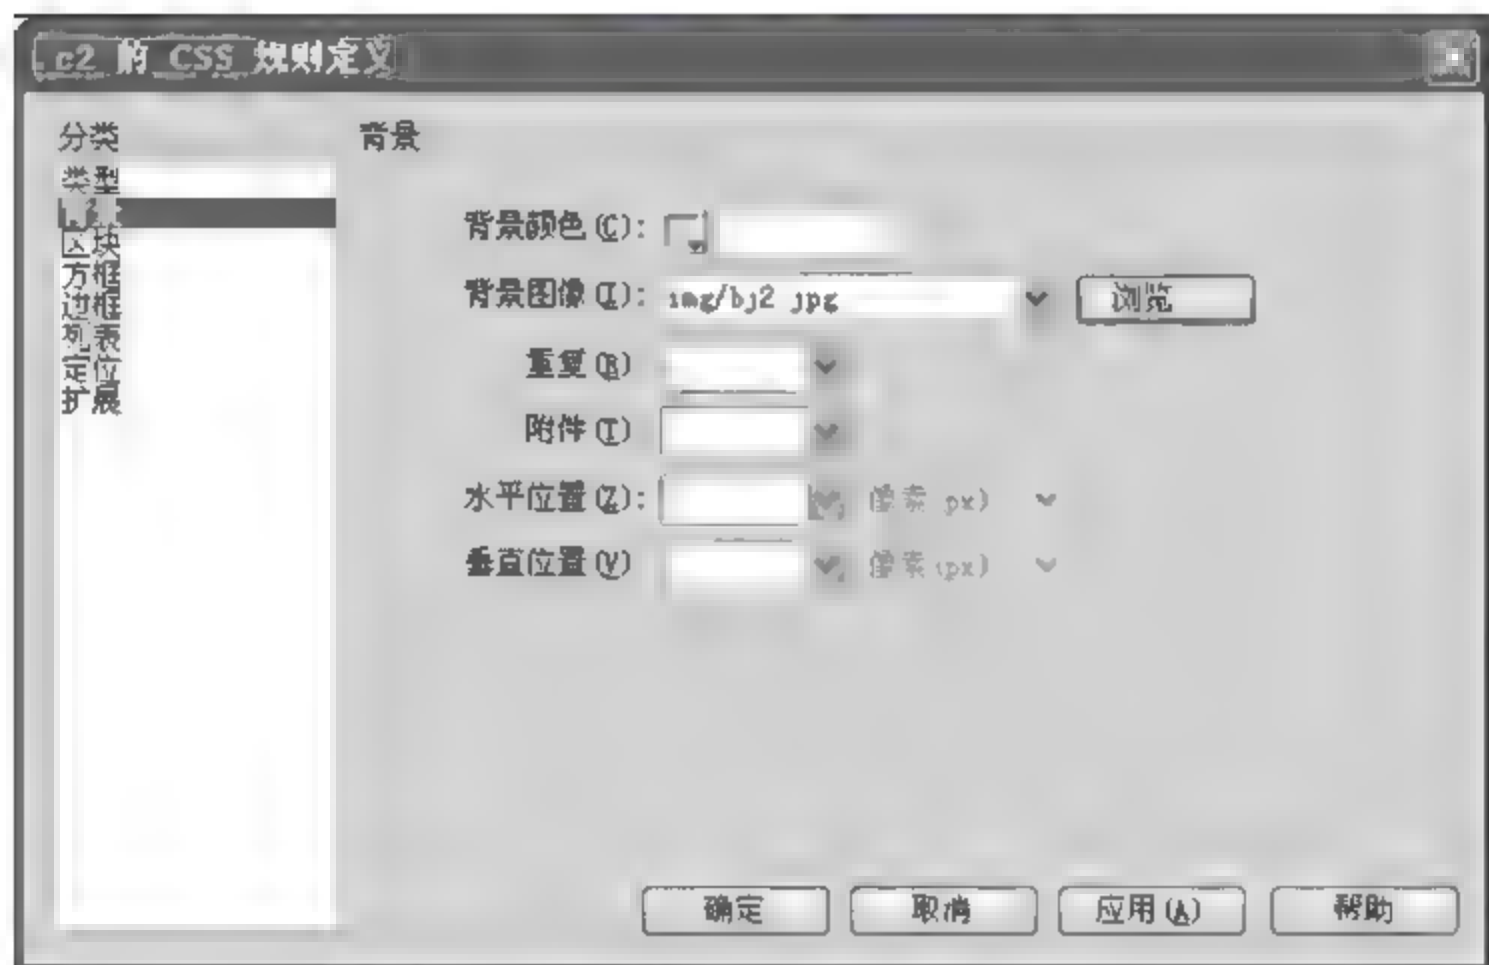 c2 的 CSS 规则定义
分类
类型
背景
区块
方框
边框
列表
定位
扩展
背景
背景颜色(C):
背景图像(I): img/bj2 jpg 浏览
重复(R)
附件(T)
水平位置(Z): 像素 px)
垂直位置(V) 像素(px)
确定 取消 应用(A) 帮助